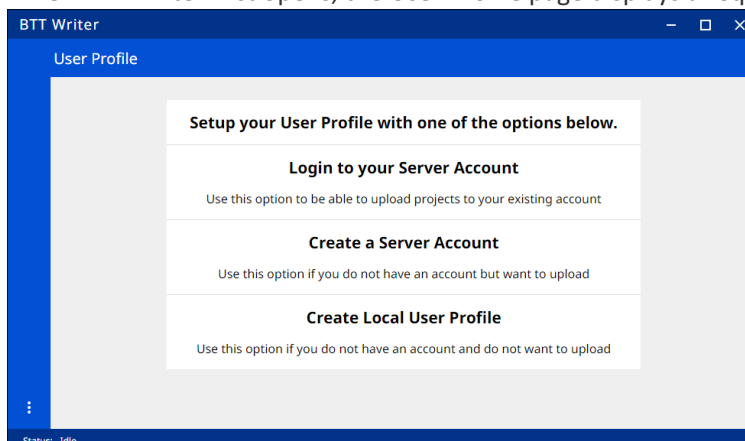 BTT Writer
User Profile
Setup your User Profile with one of the options below.
Login to your Server Account
Use this option to be able to upload projects to your existing account
Create a Server Account
Use this option if you do not have an account but want to upload
Create Local User Profile
Use this option if you do not have an account and do not want to upload
Status: Idle